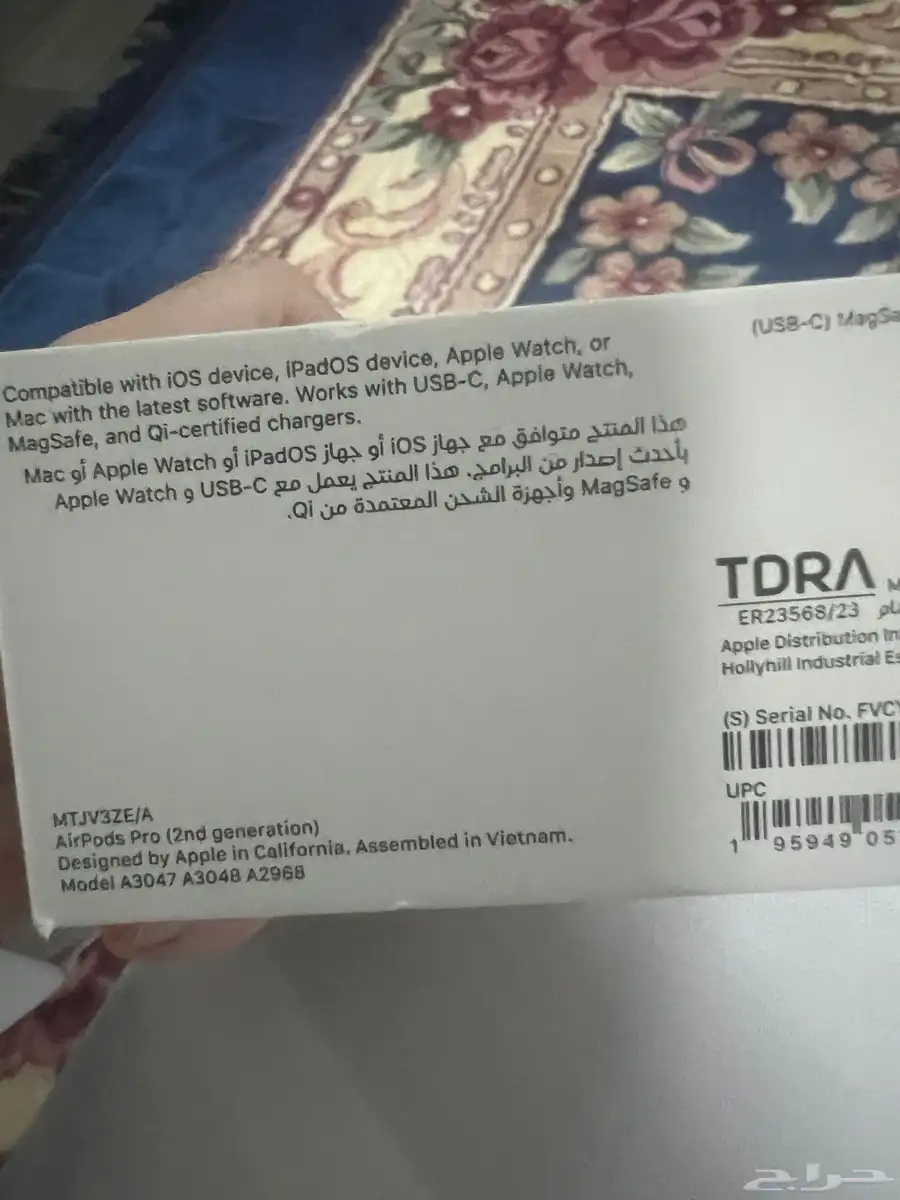 Compatible with iOS device, iPadOS device, Apple Watch, or
Mac with the latest software. Works with USB-C, Apple Watch,
MagSafe, and Qi-certified chargers.
هذا المنتج متوافق مع جهاز iOS أو جهاز iPadOS أو Apple Watch أو Mac
بأحدث إصدار من البرامج. هذا المنتج يعمل مع USB-C و Apple Watch
و MagSafe وأجهزة الشحن المعتمدة من Qi.
MTJV3ZE/A
AirPods Pro (2nd generation)
Designed by Apple in California. Assembled in Vietnam.
Model A3047 A3048 A2968
(USB-C) MagSa
TDRA
ER23568/23
Apple Distribution In
Hollyhill Industrial Es
(S) Serial No. FVCY
UPC
1 95949 05
حراج